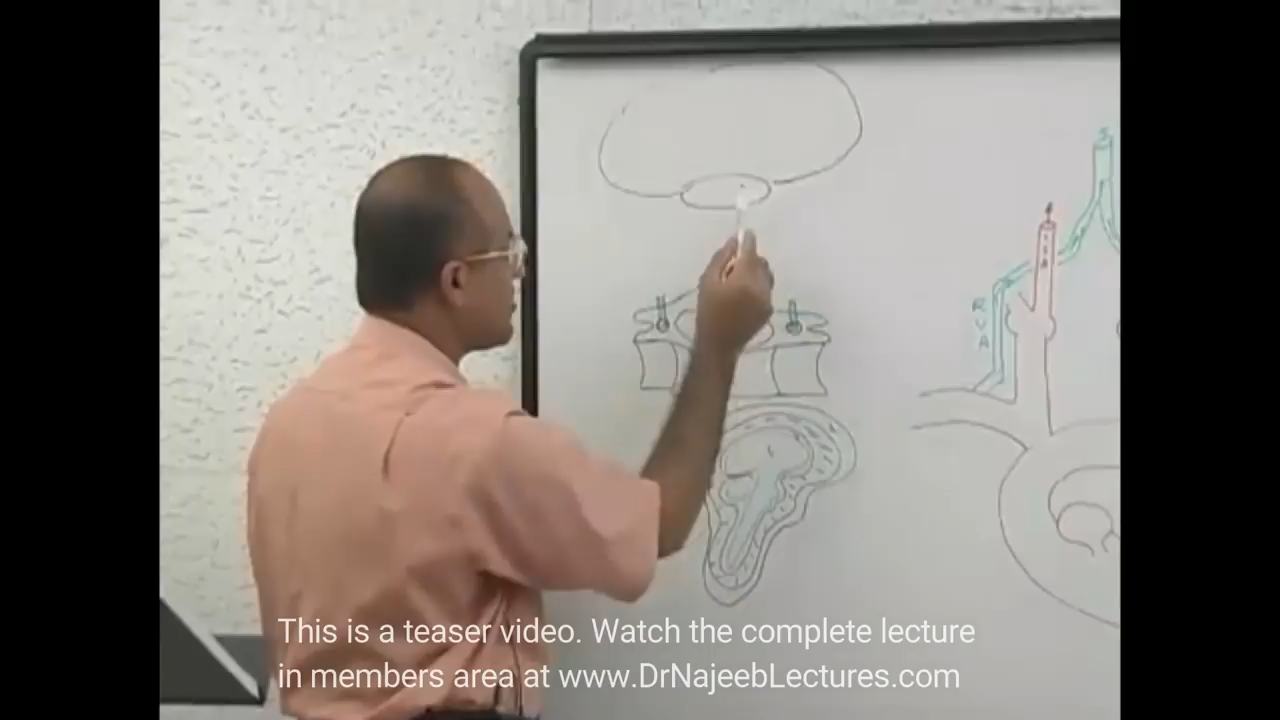 R
V
A
This is a teaser video. Watch the complete lecture
in members area at www.DrNajeebLectures.com